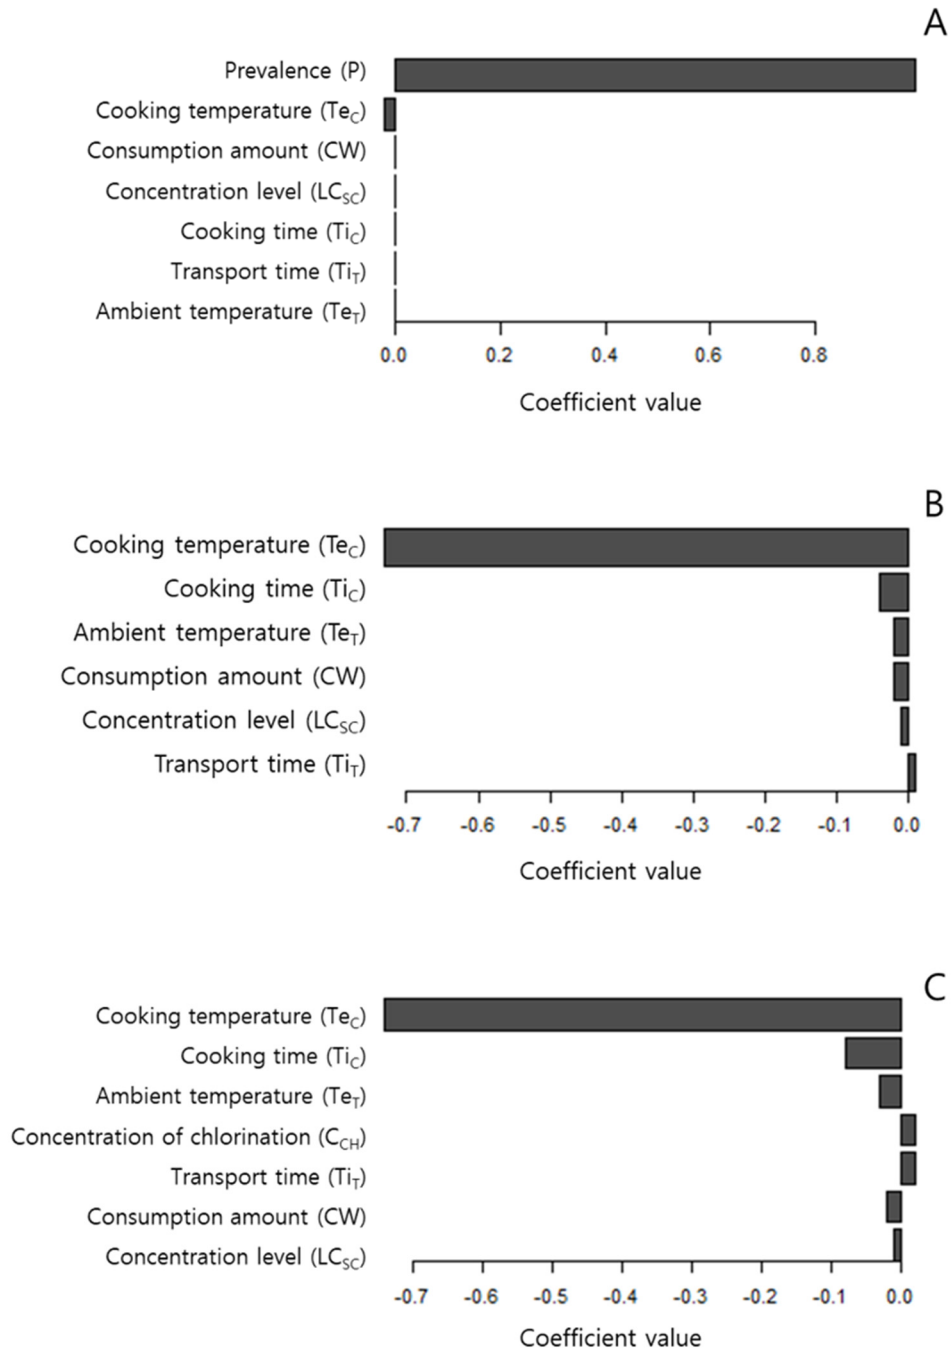 A
Prevalence (P)
Cooking temperature (TeC)
Consumption amount (CW)
Concentration level (LCSC)
Cooking time (TiC)
Transport time (TiT)
Ambient temperature (TeT)
0.0 0.2 0.4 0.6 0.8
Coefficient value
B
Cooking temperature (TeC)
Cooking time (TiC)
Ambient temperature (TeT)
Consumption amount (CW)
Concentration level (LCSC)
Transport time (TiT)
-0.7 -0.6 -0.5 -0.4 -0.3 -0.2 -0.1 0.0
Coefficient value
C
Cooking temperature (TeC)
Cooking time (TiC)
Ambient temperature (TeT)
Concentration of chlorination (CCH)
Transport time (TiT)
Consumption amount (CW)
Concentration level (LCSC)
-0.7 -0.6 -0.5 -0.4 -0.3 -0.2 -0.1 0.0
Coefficient value